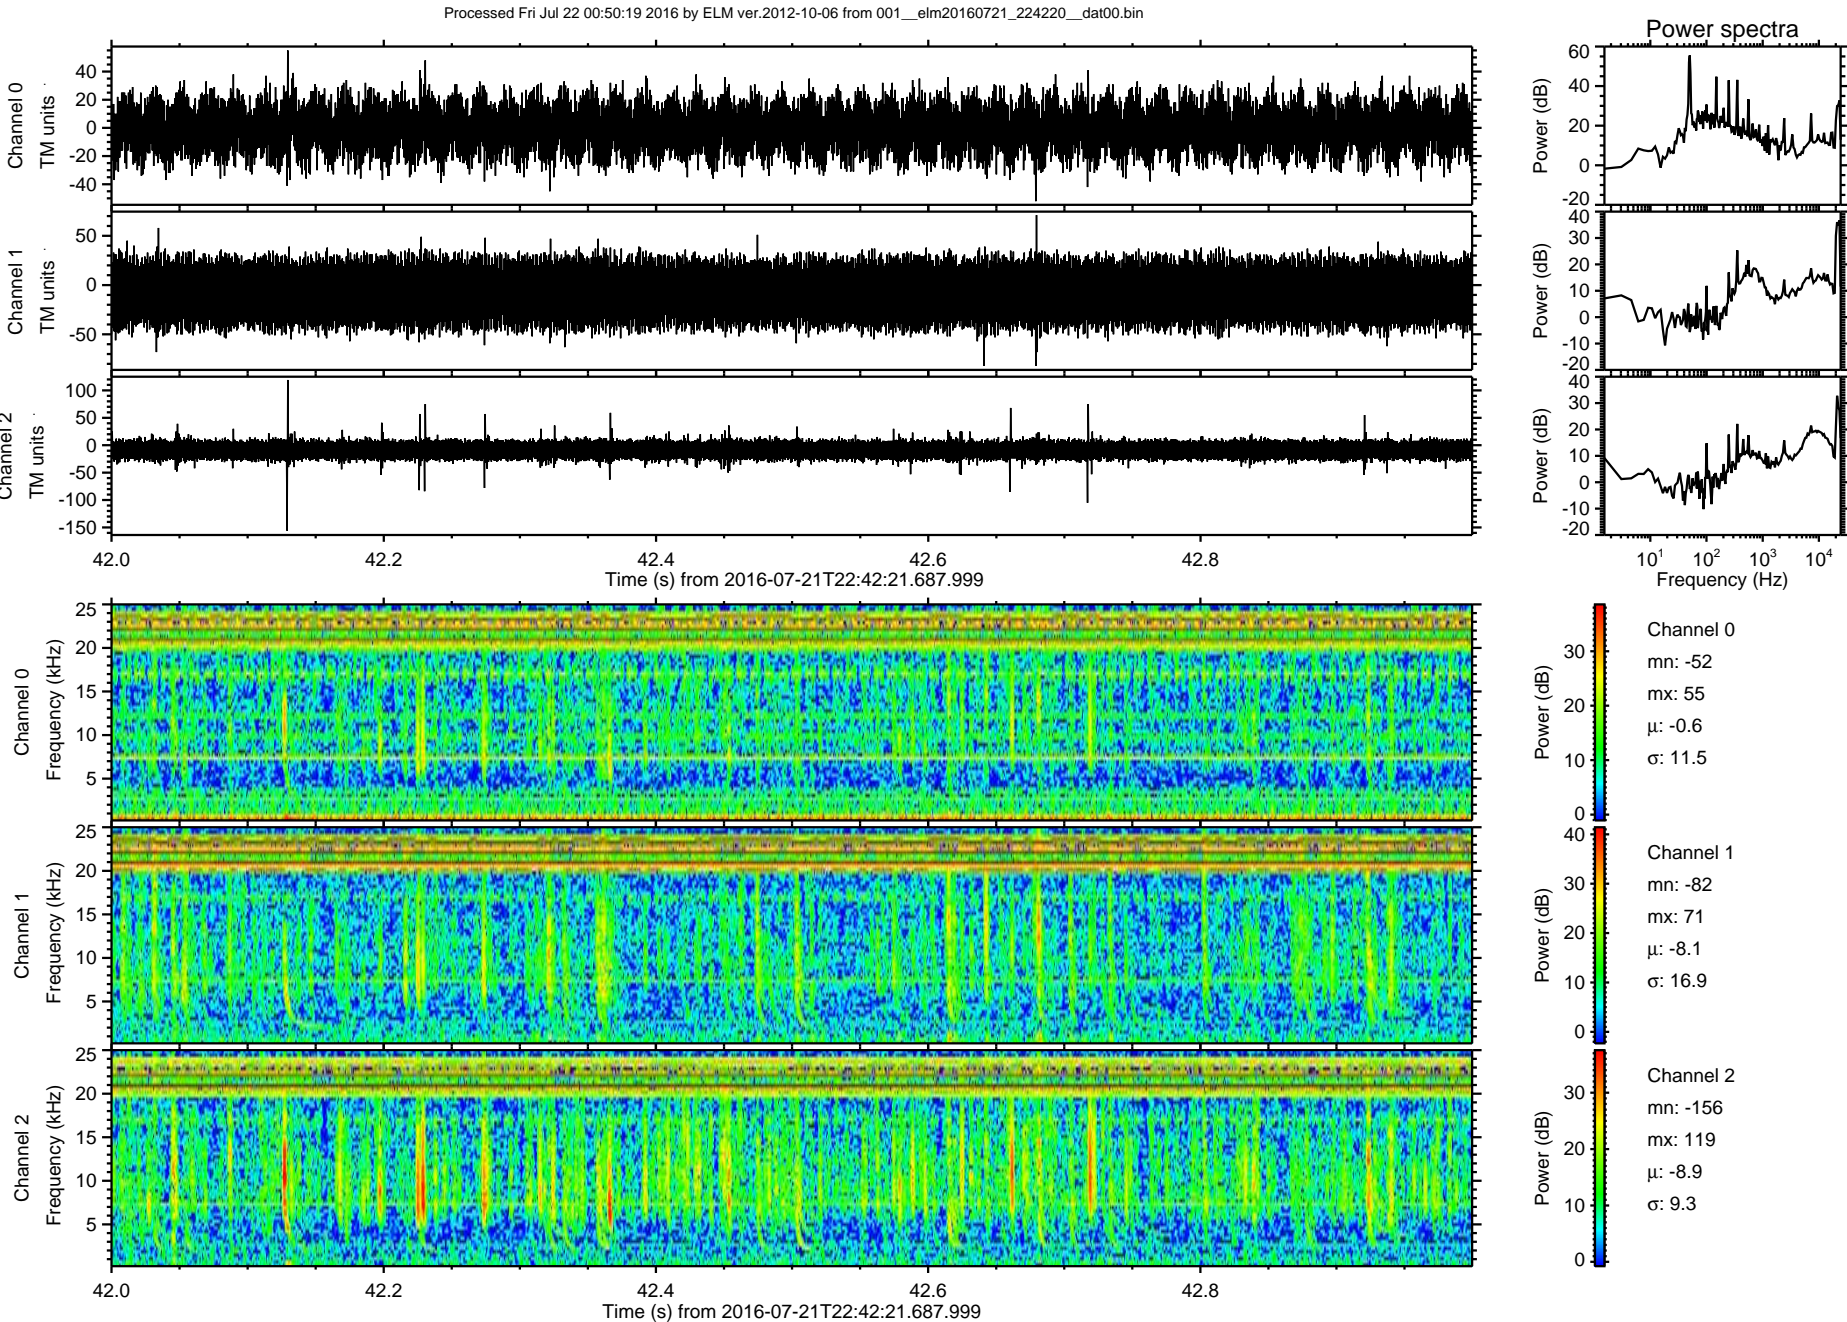 Processed Fri Jul 22 00:50:19 2016 by ELM ver.2012-10-06 from 001__elm20160721_224220__dat00.bin
Power spectra
Channel 0
TM units
40
20
0
-20
-40
Power (dB)
60
40
20
0
-20
Channel 1
TM units
50
0
-50
Power (dB)
40
30
20
10
0
-10
-20
Channel 2
TM units
100
50
0
-50
-100
-150
Power (dB)
40
30
20
10
0
-10
-20
42.0 42.2 42.4 42.6 42.8
Time (s) from 2016-07-21T22:42:21.687.999
10¹ 10² 10³ 10⁴
Frequency (Hz)
Channel 0
Frequency (kHz)
25
20
15
10
5
Power (dB)
30
20
10
0
Channel 0
mn: -52
mx: 55
μ: -0.6
σ: 11.5
Channel 1
Frequency (kHz)
25
20
15
10
5
Power (dB)
40
30
20
10
0
Channel 1
mn: -82
mx: 71
μ: -8.1
σ: 16.9
Channel 2
Frequency (kHz)
25
20
15
10
5
Power (dB)
30
20
10
0
Channel 2
mn: -156
mx: 119
μ: -8.9
σ: 9.3
42.0 42.2 42.4 42.6 42.8
Time (s) from 2016-07-21T22:42:21.687.999